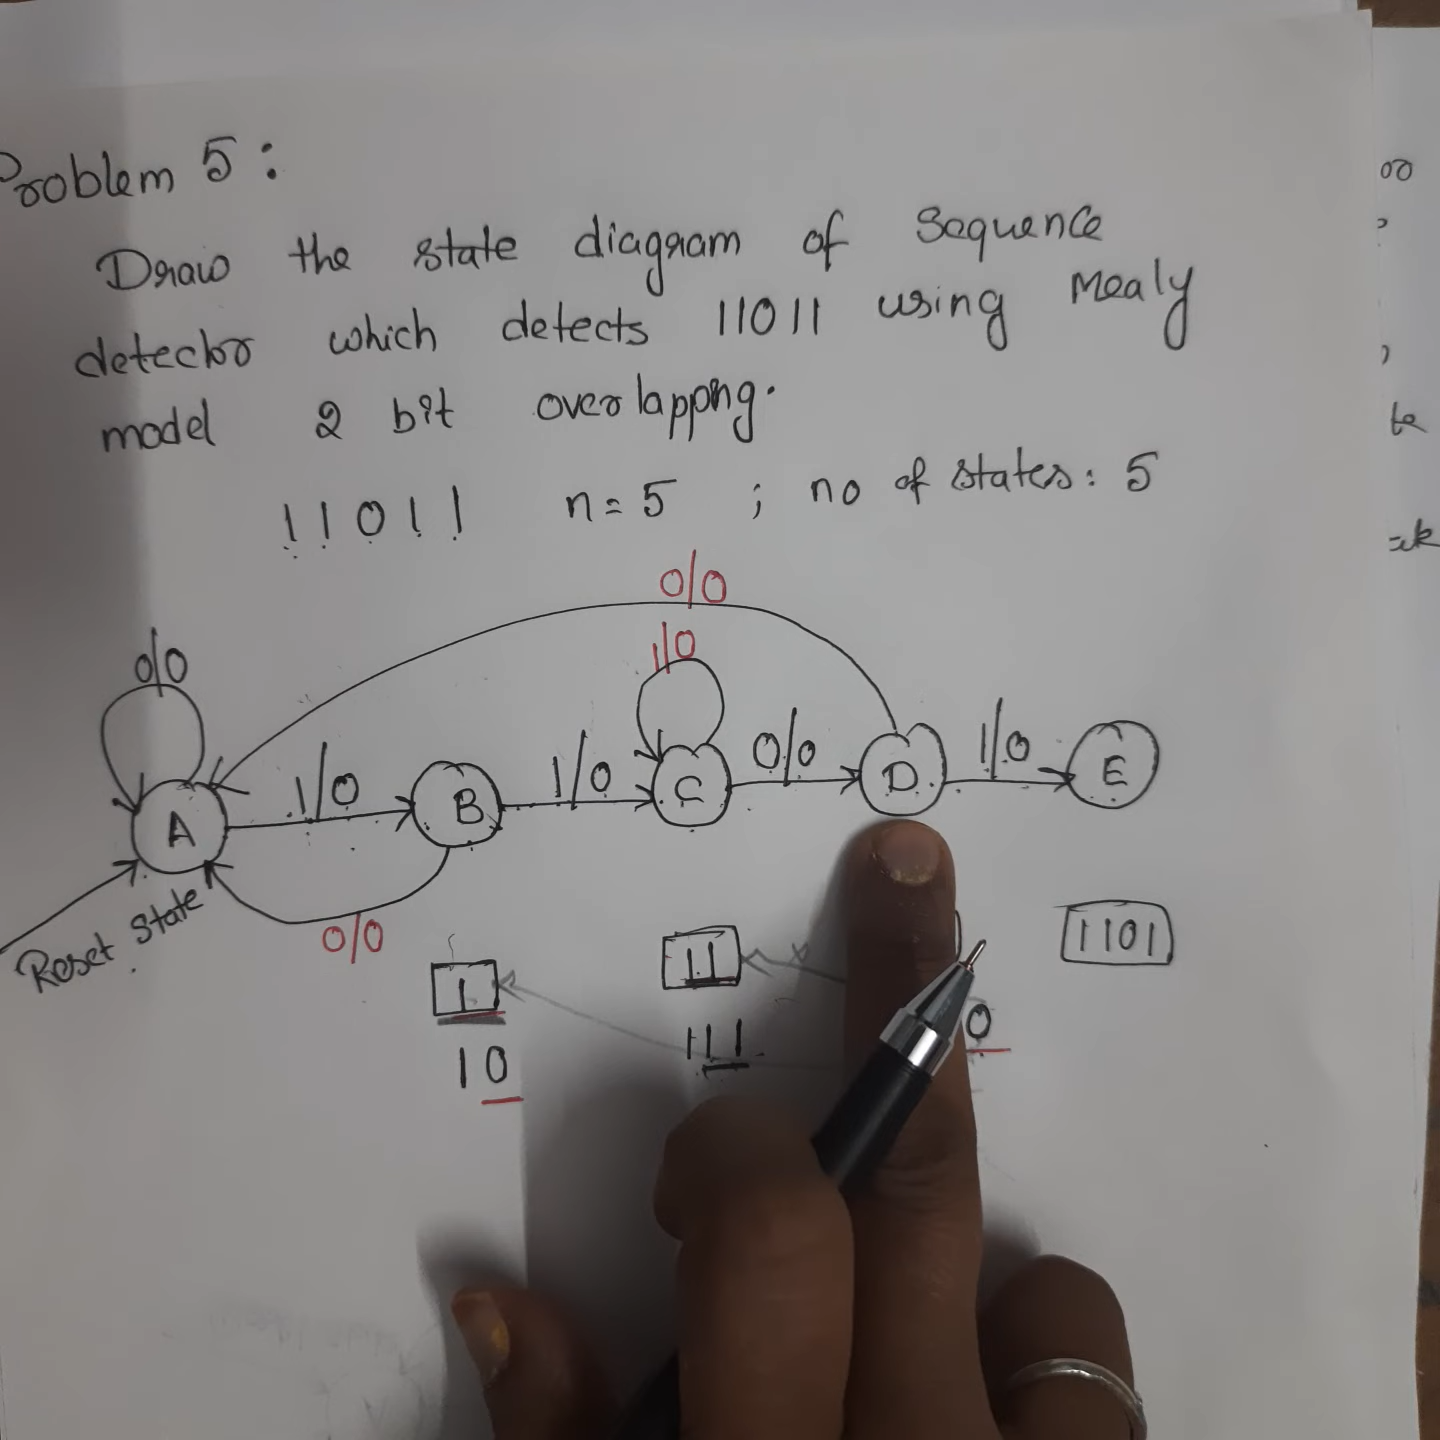 Problem 5:
Draw the state diagram of Sequence
detector which detects 11011 using Mealy
model 2 bit overlapping.
11011 n=5 ; no of states: 5
0/0
1/0
0/0
1/0
0/0
1/0
1/0
A
B
C
D
E
Reset State
0/0
1
11
1101
10
111
0
00